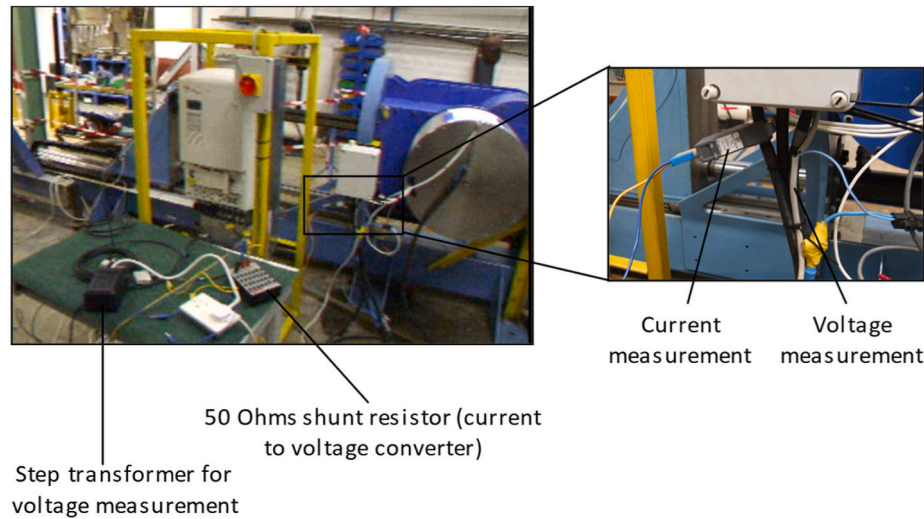 Current
measurement
Voltage
measurement
50 Ohms shunt resistor (current
to voltage converter)
Step transformer for
voltage measurement